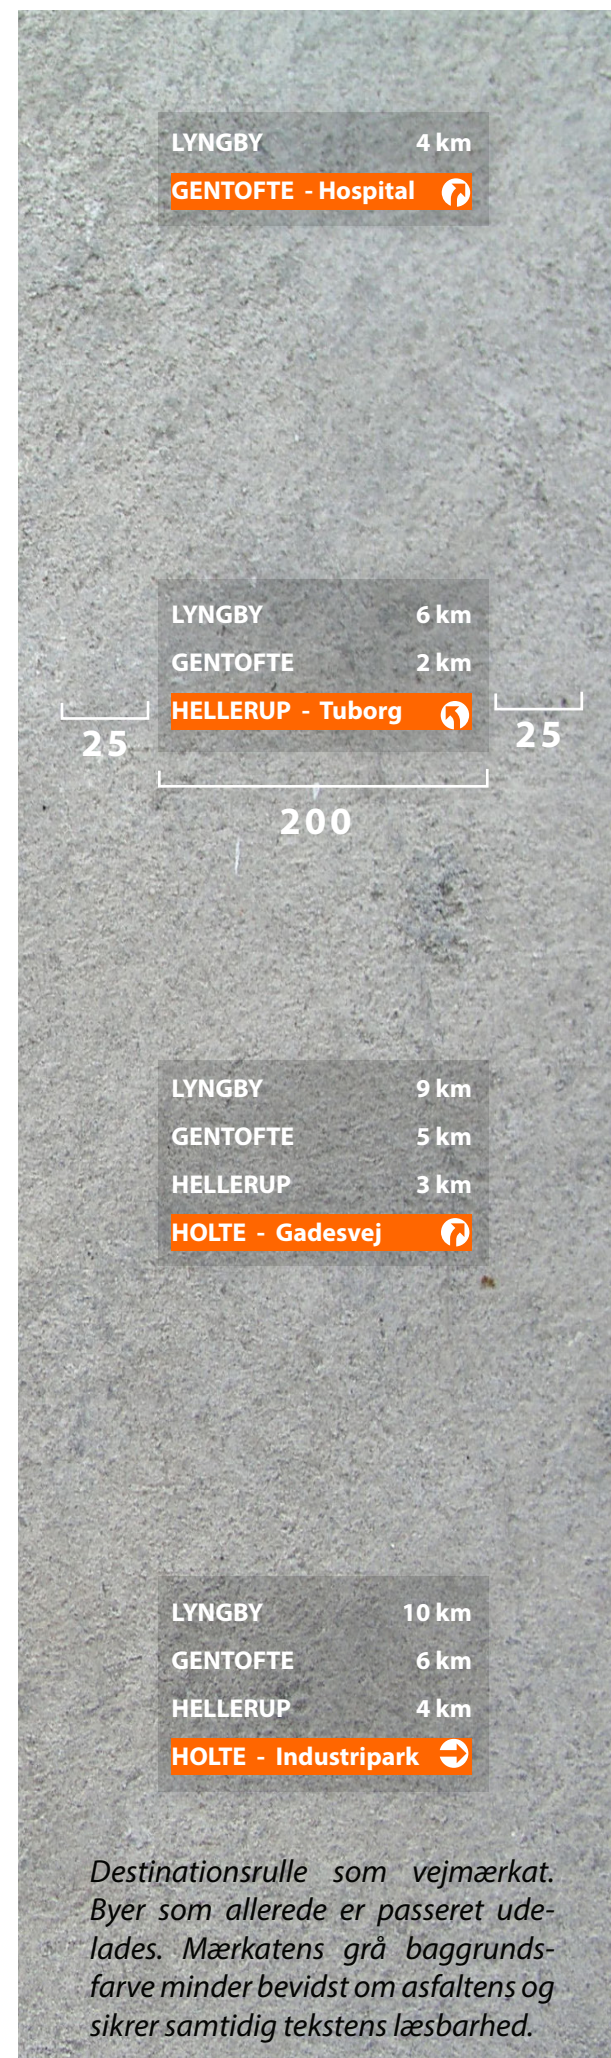 LYNGBY 4 km
GENTOFTE - Hospital
LYNGBY 6 km
GENTOFTE 2 km
HELLERUP - Tuborg
25
25
200
LYNGBY 9 km
GENTOFTE 5 km
HELLERUP 3 km
HOLTE - Gadesvej
LYNGBY 10 km
GENTOFTE 6 km
HELLERUP 4 km
HOLTE - Industripark
Destinationsrulle som vejmærkat.
Byer som allerede er passeret ude-
lades. Mærkatens grå baggrunds-
farve minder bevidst om asfaltens og
sikrer samtidig tekstens læsbarhed.